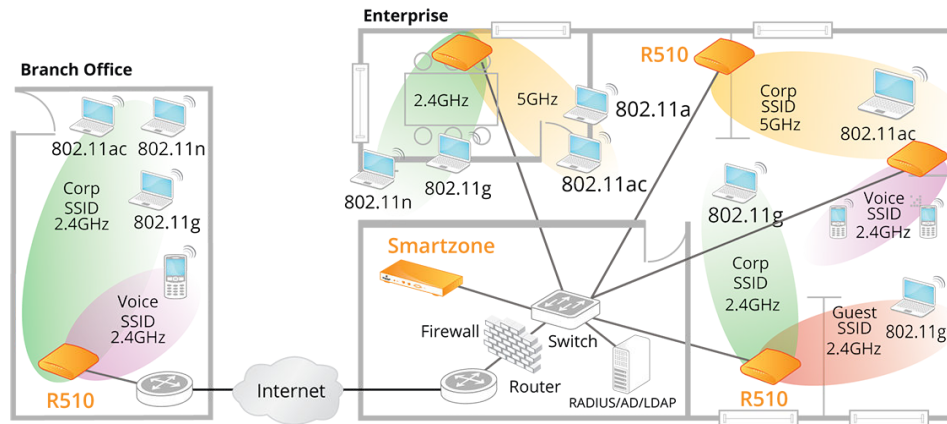 Enterprise
Branch Office
802.11ac
802.11n
Corp
SSID
2.4GHz
802.11g
Voice
SSID
2.4GHz
R510
Internet
2.4GHz
5GHz
802.11a
802.11n
802.11g
802.11ac
R510
Corp
SSID
5GHz
802.11ac
802.11g
Voice
SSID
2.4GHz
Smartzone
Firewall
Switch
Router
RADIUS/AD/LDAP
Corp
SSID
2.4GHz
Guest
SSID
2.4GHz
802.11g
R510